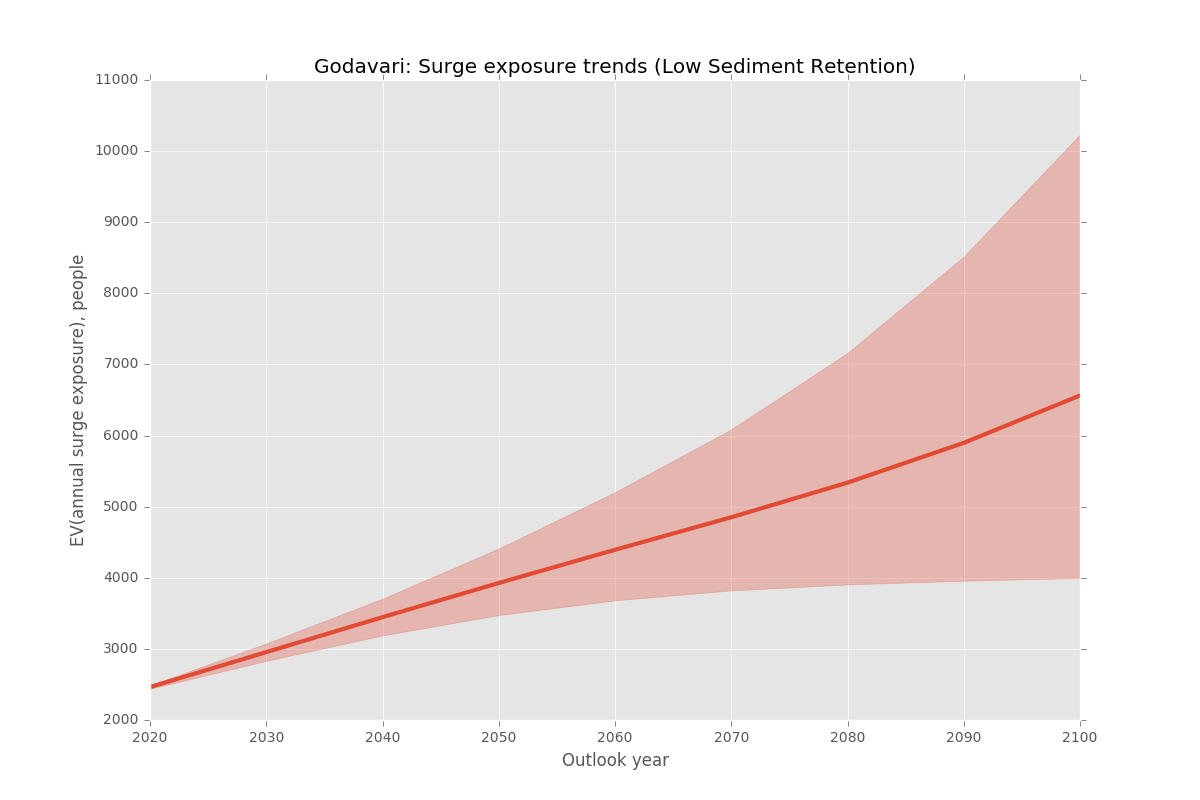 Godavari: Surge exposure trends (Low Sediment Retention)
11000
10000
9000
8000
7000
6000
5000
4000
3000
2000
EV(annual surge exposure), people
2020 2030 2040 2050 2060 2070 2080 2090 2100
Outlook year